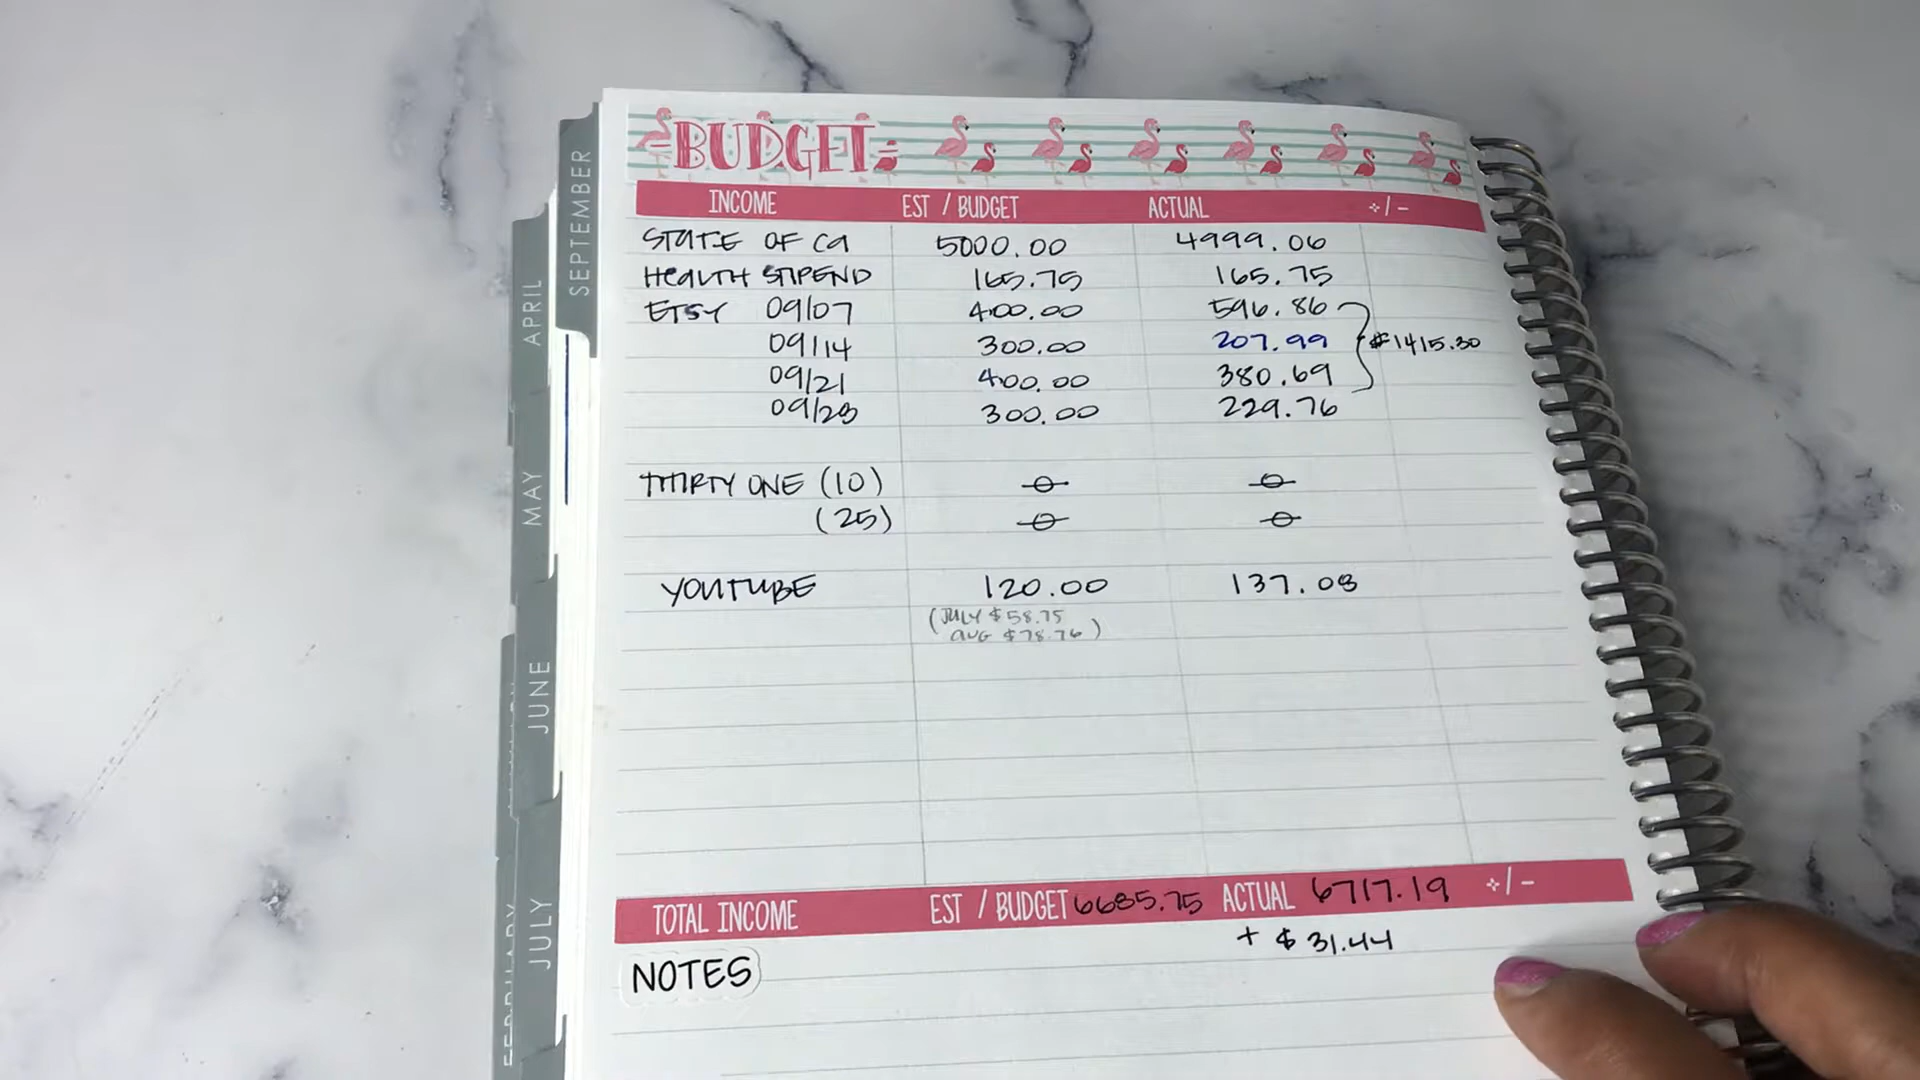 BUDGET
INCOME EST / BUDGET ACTUAL +/-
STATE OF CA 5000.00 4999.06
HEALTH STIPEND 165.75 165.75
ETSY 09/07 400.00 596.86
09/14 300.00 207.99 $1415.30
09/21 400.00 380.69
09/28 300.00 229.76
THIRTY ONE (10) 0 0
(25) 0 0
YOUTUBE 120.00 137.08
(JULY $58.75
AUG $78.76)
TOTAL INCOME EST / BUDGET 6685.75 ACTUAL 6717.19 +/-
+ $31.44
NOTES
SEPTEMBER
APRIL
MAY
JUNE
JULY
FEBRUARY